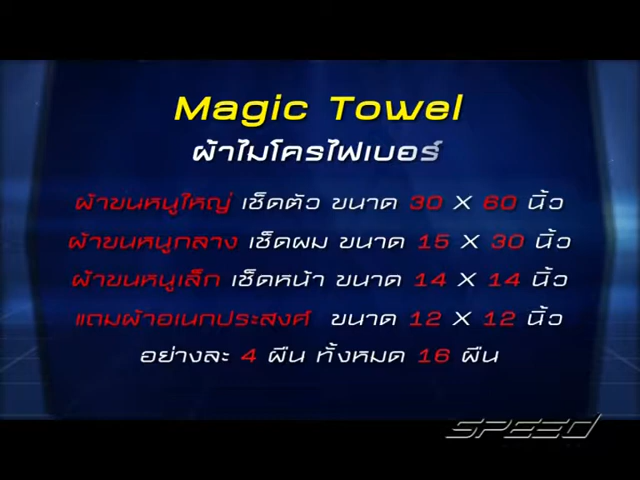 Magic Towel
ผ้าไมโครไฟเบอร์
ผ้าขนหนูใหญ่ เช็ดตัว ขนาด 30 X 60 นิ้ว
ผ้าขนหนูกลาง เช็ดผม ขนาด 15 X 30 นิ้ว
ผ้าขนหนูเล็ก เช็ดหน้า ขนาด 14 X 14 นิ้ว
แถมผ้าอเนกประสงค์ ขนาด 12 X 12 นิ้ว
อย่างละ 4 ผืน ทั้งหมด 16 ผืน
SPEED